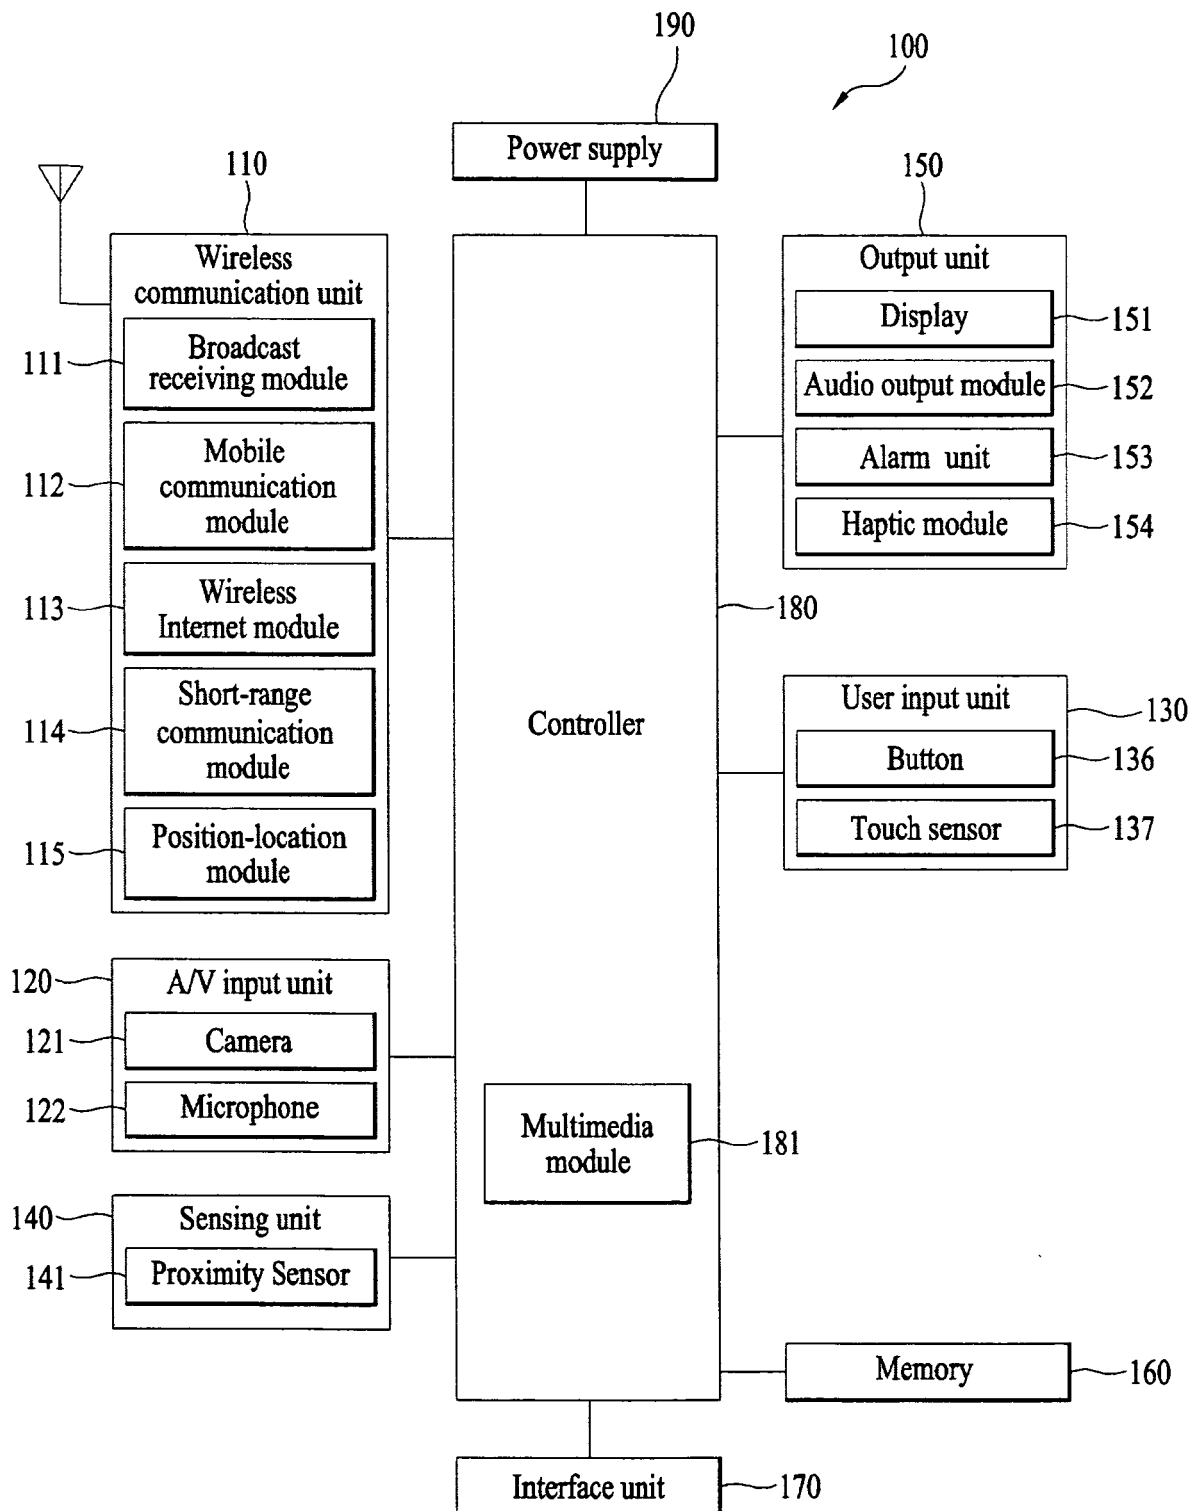 190
100
Power supply
110
Wireless
communication unit
111
Broadcast
receiving module
112
Mobile
communication
module
113
Wireless
Internet module
114
Short-range
communication
module
115
Position-location
module
120
A/V input unit
121
Camera
122
Microphone
140
Sensing unit
141
Proximity Sensor
Controller
180
Multimedia
module
181
150
Output unit
Display
151
Audio output module
152
Alarm unit
153
Haptic module
154
User input unit
130
Button
136
Touch sensor
137
Memory
160
Interface unit
170